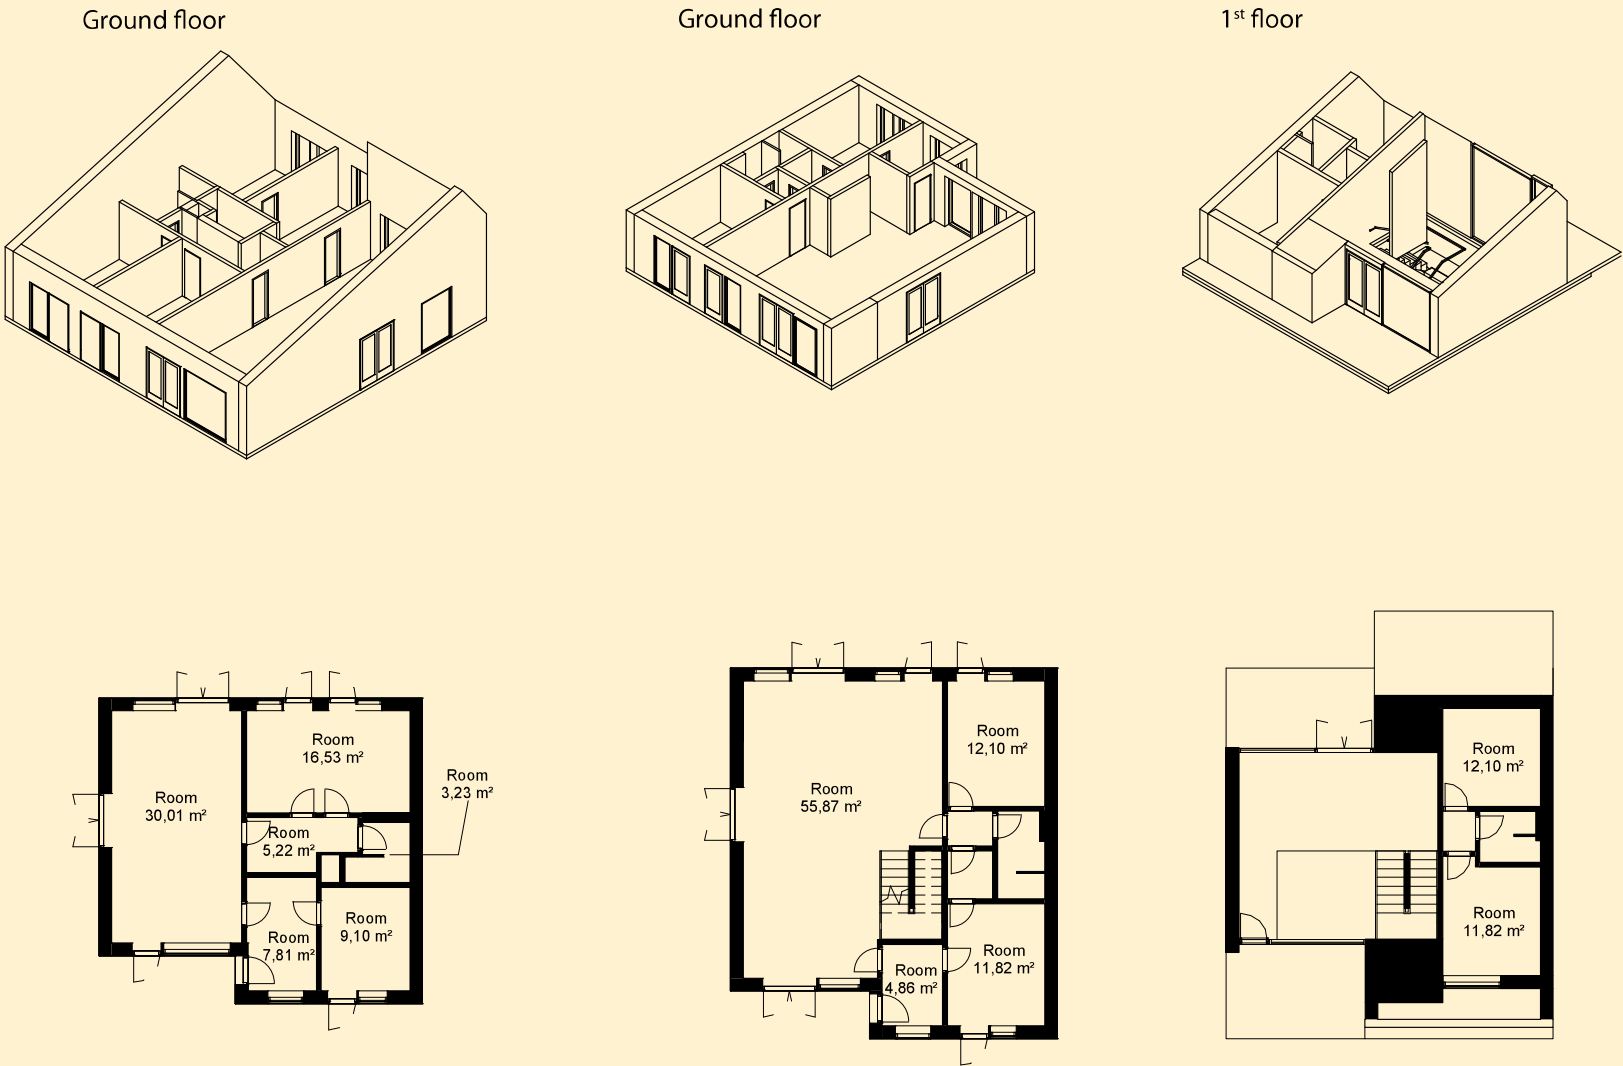 Ground floor
Ground floor
1st floor
Room
16,53 m²
Room
3,23 m²
Room
30,01 m²
Room
5,22 m²
Room
9,10 m²
Room
7,81 m²
Room
12,10 m²
Room
55,87 m²
Room
11,82 m²
Room
4,86 m²
Room
12,10 m²
Room
11,82 m²